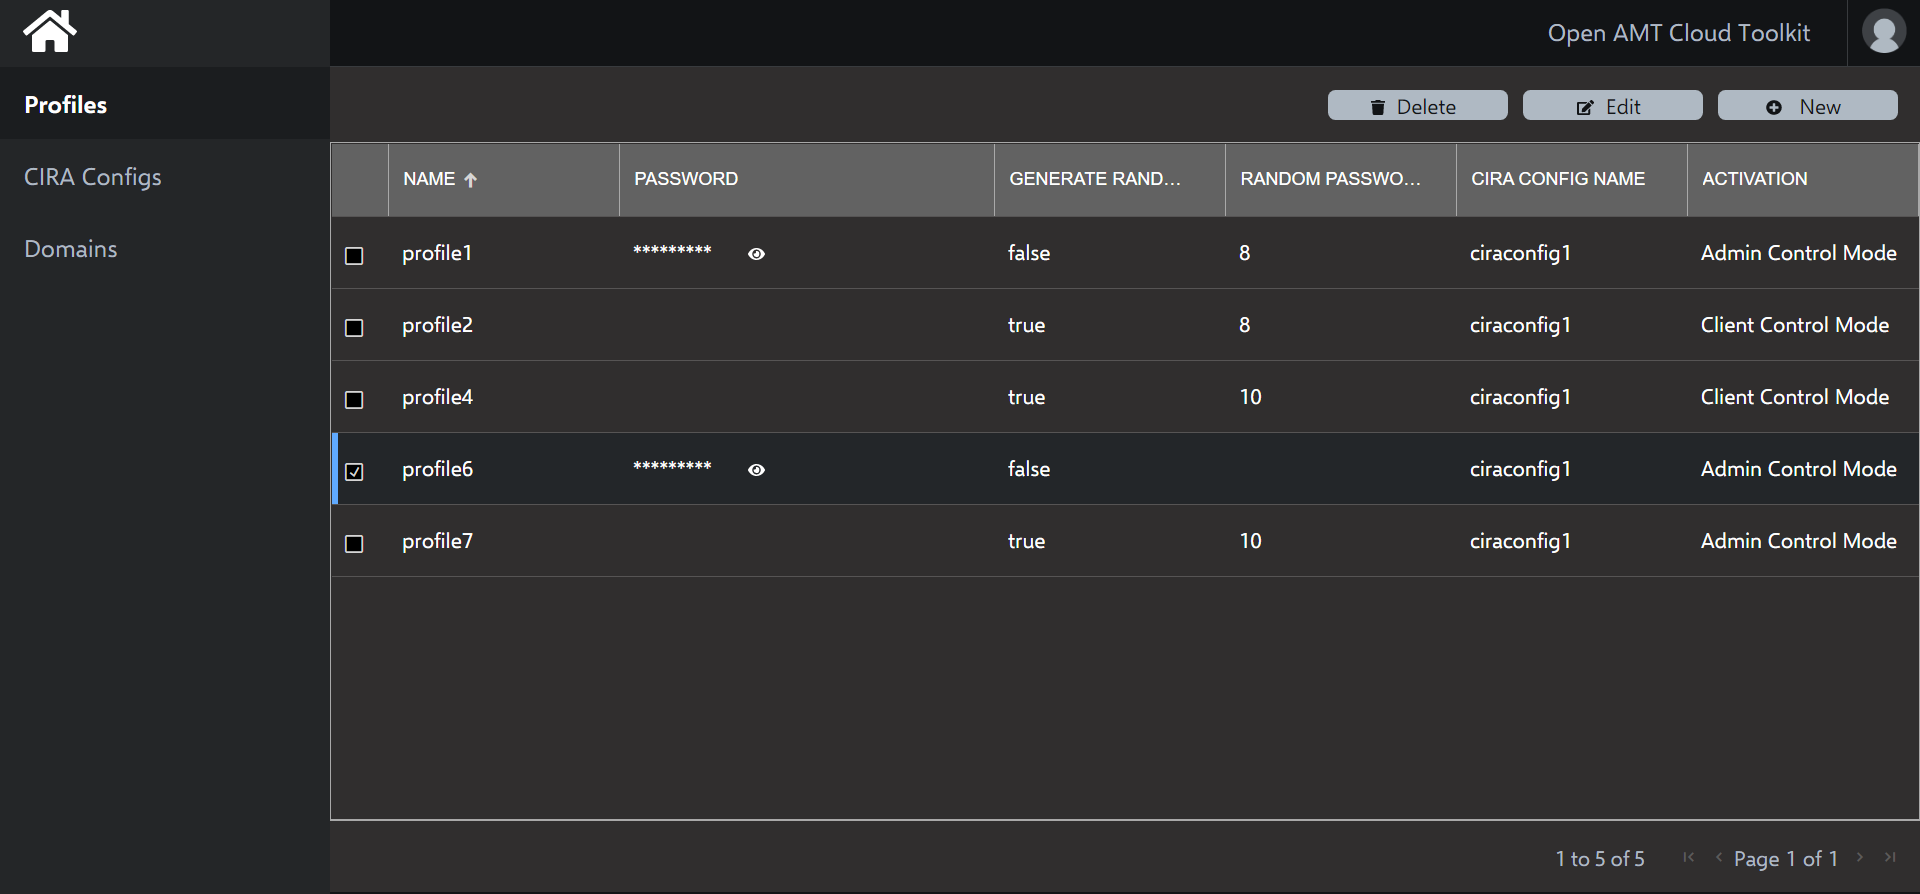 Open AMT Cloud Toolkit
Profiles
CIRA Configs
Domains
Delete Edit New
NAME PASSWORD GENERATE RAND... RANDOM PASSWO... CIRA CONFIG NAME ACTIVATION
profile1 ********* false 8 ciraconfig1 Admin Control Mode
profile2 true 8 ciraconfig1 Client Control Mode
profile4 true 10 ciraconfig1 Client Control Mode
profile6 ********* false ciraconfig1 Admin Control Mode
profile7 true 10 ciraconfig1 Admin Control Mode
1 to 5 of 5 Page 1 of 1